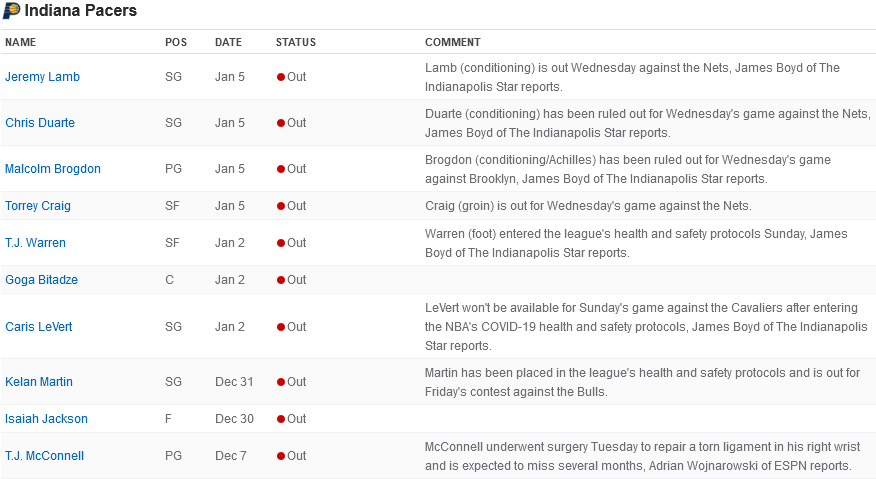 Indiana Pacers
NAME POS DATE STATUS COMMENT
Jeremy Lamb SG Jan 5 Out Lamb (conditioning) is out Wednesday against the Nets, James Boyd of The
Indianapolis Star reports.
Chris Duarte SG Jan 5 Out Duarte (conditioning) has been ruled out for Wednesday's game against the Nets,
James Boyd of The Indianapolis Star reports.
Malcolm Brogdon PG Jan 5 Out Brogdon (conditioning/Achilles) has been ruled out for Wednesday's game
against Brooklyn, James Boyd of The Indianapolis Star reports.
Torrey Craig SF Jan 5 Out Craig (groin) is out for Wednesday's game against the Nets.
T.J. Warren SF Jan 2 Out Warren (foot) entered the league's health and safety protocols Sunday, James
Boyd of The Indianapolis Star reports.
Goga Bitadze C Jan 2 Out
Caris LeVert SG Jan 2 Out LeVert won't be available for Sunday's game against the Cavaliers after entering
the NBA's COVID-19 health and safety protocols, James Boyd of The Indianapolis
Star reports.
Kelan Martin SG Dec 31 Out Martin has been placed in the league's health and safety protocols and is out for
Friday's contest against the Bulls.
Isaiah Jackson F Dec 30 Out
T.J. McConnell PG Dec 7 Out McConnell underwent surgery Tuesday to repair a torn ligament in his right wrist
and is expected to miss several months, Adrian Wojnarowski of ESPN reports.